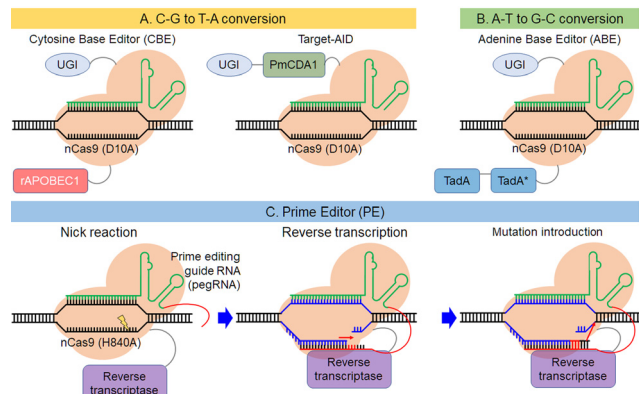 A. C-G to T-A conversion
B. A-T to G-C conversion
Cytosine Base Editor (CBE)
Target-AID
Adenine Base Editor (ABE)
UGI
UGI
PmCDA1
UGI
nCas9 (D10A)
nCas9 (D10A)
nCas9 (D10A)
rAPOBEC1
TadA
TadA*
C. Prime Editor (PE)
Nick reaction
Reverse transcription
Mutation introduction
Prime editing
guide RNA
(pegRNA)
nCas9 (H840A)
Reverse
transcriptase
Reverse
transcriptase
Reverse
transcriptase